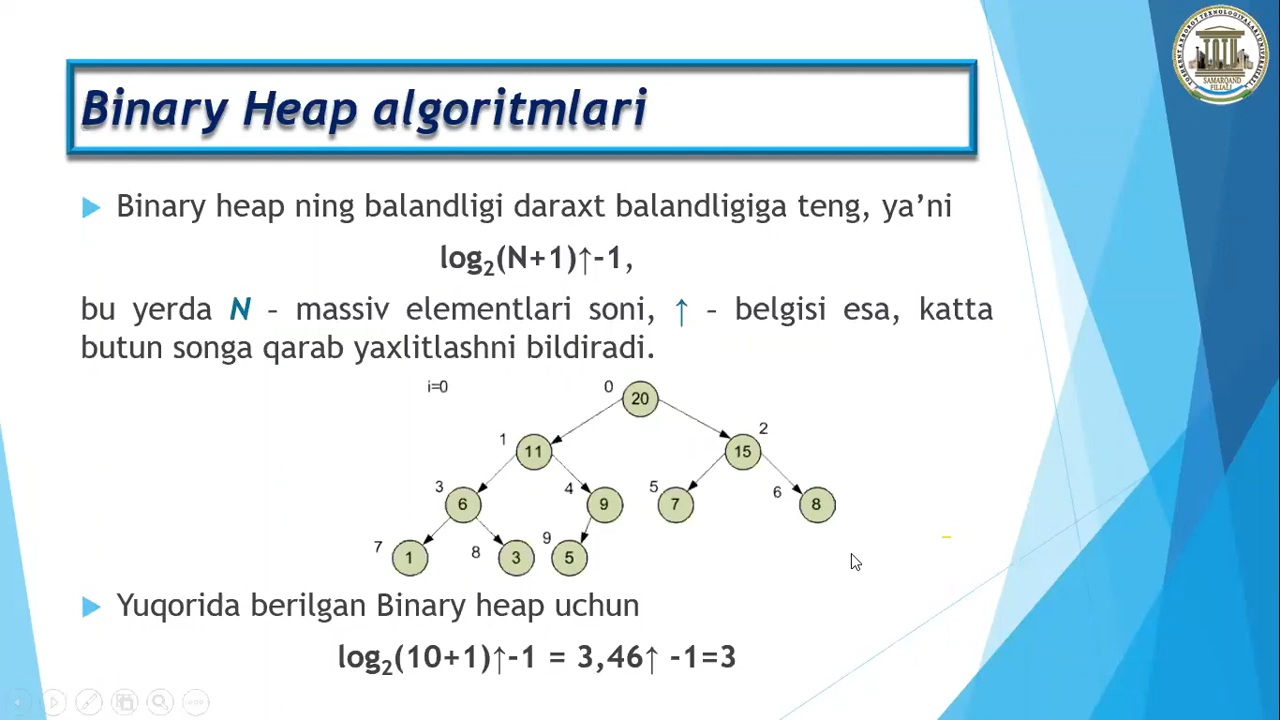 Binary Heap algoritmlari
Binary heap ning balandligi daraxt balandligiga teng, ya’ni
log₂(N+1)↑-1,
bu yerda N – massiv elementlari soni, ↑ – belgisi esa, katta
butun songa qarab yaxlitlashni bildiradi.
i=0
0
20
1
11
2
15
3
6
4
9
5
7
6
8
7
1
8
3
9
5
Yuqorida berilgan Binary heap uchun
log₂(10+1)↑-1 = 3,46↑ -1=3
SAMARQAND
FILIALI